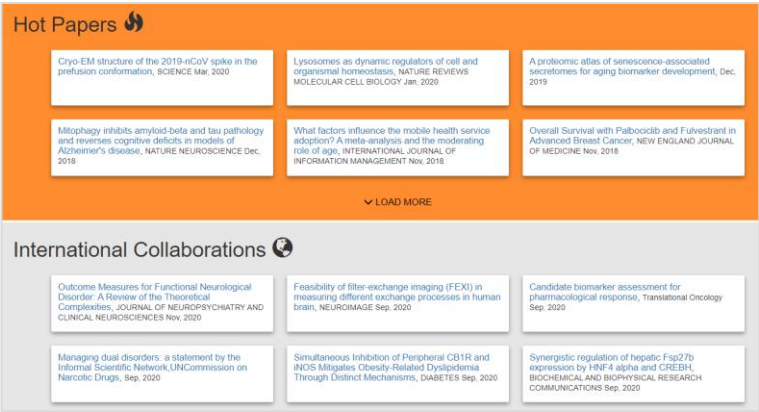 Hot Papers
Cryo-EM structure of the 2019-nCoV spike in the
prefusion conformation, SCIENCE Mar, 2020
Lysosomes as dynamic regulators of cell and
organismal homeostasis, NATURE REVIEWS
MOLECULAR CELL BIOLOGY Jan, 2020
A proteomic atlas of senescence-associated
secretomes for aging biomarker development, Dec,
2019
Mitophagy inhibits amyloid-beta and tau pathology
and reverses cognitive deficits in models of
Alzheimer's disease, NATURE NEUROSCIENCE Dec,
2018
What factors influence the mobile health service
adoption? A meta-analysis and the moderating
role of age, INTERNATIONAL JOURNAL OF
INFORMATION MANAGEMENT Nov, 2018
Overall Survival with Palbociclib and Fulvestrant in
Advanced Breast Cancer, NEW ENGLAND JOURNAL
OF MEDICINE Nov, 2018
LOAD MORE
International Collaborations
Outcome Measures for Functional Neurological
Disorder: A Review of the Theoretical
Complexities, JOURNAL OF NEUROPSYCHIATRY AND
CLINICAL NEUROSCIENCES Nov, 2020
Feasibility of filter-exchange imaging (FEXI) in
measuring different exchange processes in human
brain, NEUROIMAGE Sep, 2020
Candidate biomarker assessment for
pharmacological response, Translational Oncology
Sep, 2020
Managing dual disorders: a statement by the
Informal Scientific Network,UNCommission on
Narcotic Drugs, Sep, 2020
Simultaneous Inhibition of Peripheral CB1R and
iNOS Mitigates Obesity-Related Dyslipidemia
Through Distinct Mechanisms, DIABETES Sep, 2020
Synergistic regulation of hepatic Fsp27b
expression by HNF4 alpha and CREBH,
BIOCHEMICAL AND BIOPHYSICAL RESEARCH
COMMUNICATIONS Sep, 2020